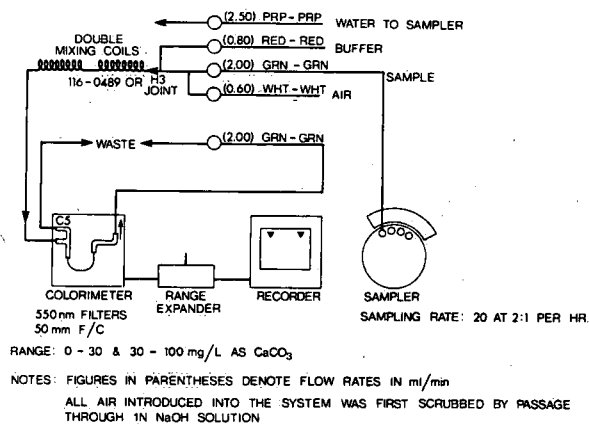 (2.50) PRP-PRP WATER TO SAMPLER
(0.80) RED-RED BUFFER
DOUBLE
MIXING COILS
(2.00) GRN-GRN SAMPLE
116-0489 OR H3
JOINT
(0.60) WHT-WHT AIR
WASTE
(2.00) GRN-GRN
C5
COLORIMETER
550nm FILTERS
50mm F/C
RANGE
EXPANDER
RECORDER
SAMPLER
SAMPLING RATE: 20 AT 2:1 PER HR.
RANGE: 0-30 & 30-100 mg/L AS CaCO3
NOTES: FIGURES IN PARENTHESES DENOTE FLOW RATES IN ml/min
ALL AIR INTRODUCED INTO THE SYSTEM WAS FIRST SCRUBBED BY PASSAGE
THROUGH 1N NaOH SOLUTION